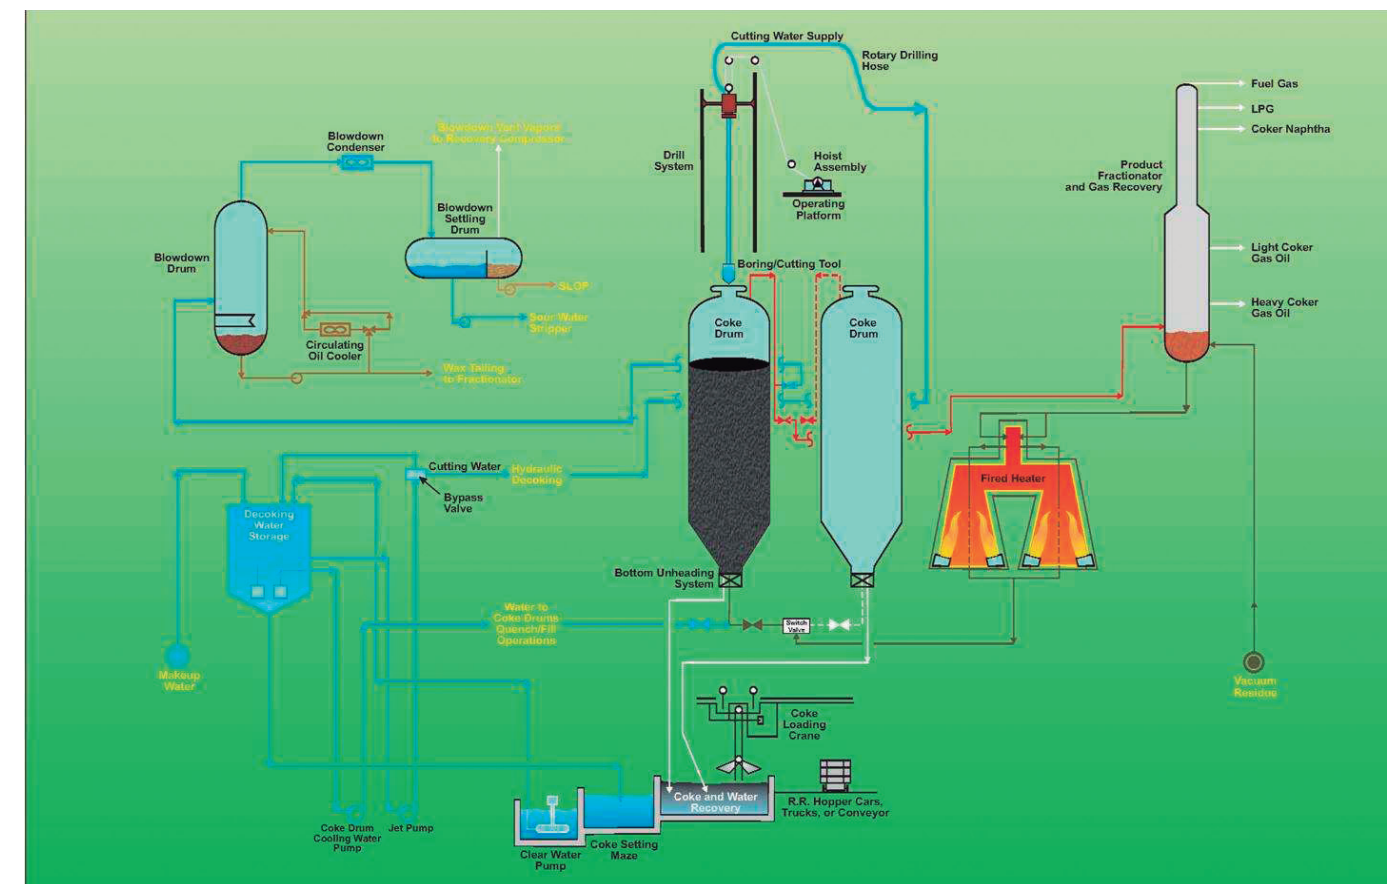 Cutting Water Supply
Rotary Drilling
Hose
Fuel Gas
LPG
Coker Naphtha
Blowdown Vent Vapors
to Recovery Compressor
Blowdown
Condenser
Drill
System
Hoist
Assembly
Operating
Platform
Product
Fractionator
and Gas Recovery
Blowdown
Settling
Drum
Blowdown
Drum
Boring/Cutting Tool
Light Coker
Gas Oil
SLOP
Heavy Coker
Gas Oil
Sour Water
Stripper
Coke
Drum
Coke
Drum
Circulating
Oil Cooler
Wax Tailing
to Fractionator
Cutting Water
Hydraulic
Decoking
Fired Heater
Bypass
Valve
Decoking
Water
Storage
Bottom Unheading
System
Water to
Coke Drums
Quench/Fill
Operations
Switch
Valve
Makeup
Water
Vacuum
Residue
Coke
Loading
Crane
Coke and Water
Recovery
R.R. Hopper Cars,
Trucks, or Conveyor
Coke Drum
Cooling Water
Pump
Jet Pump
Clear Water
Pump
Coke Setting
Maze